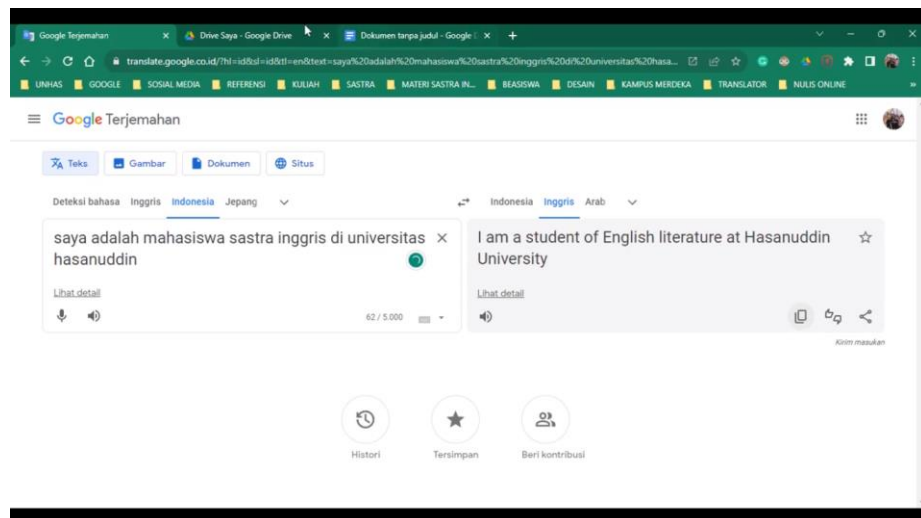 Google Terjemahan
Drive Saya - Google Drive
Dokumen tanpa judul - Google D
translate.google.co.id/?hl=id&sl=id&tl=en&text=saya%20adalah%20mahasiswa%20sastra%20inggris%20di%20universitas%20hasa...
UNHAS GOOGLE SOSIAL MEDIA REFERENSI KULIAH SASTRA MATERI SASTRA IN... BEASISWA DESAIN KAMPUS MERDEKA TRANSLATOR NULIS ONLINE
Google Terjemahan
Teks Gambar Dokumen Situs
Deteksi bahasa Inggris Indonesia Jepang
Indonesia Inggris Arab
saya adalah mahasiswa sastra inggris di universitas
hasanuddin
Lihat detail
62 / 5.000
I am a student of English literature at Hasanuddin
University
Lihat detail
Kirim masukan
Histori Tersimpan Beri kontribusi